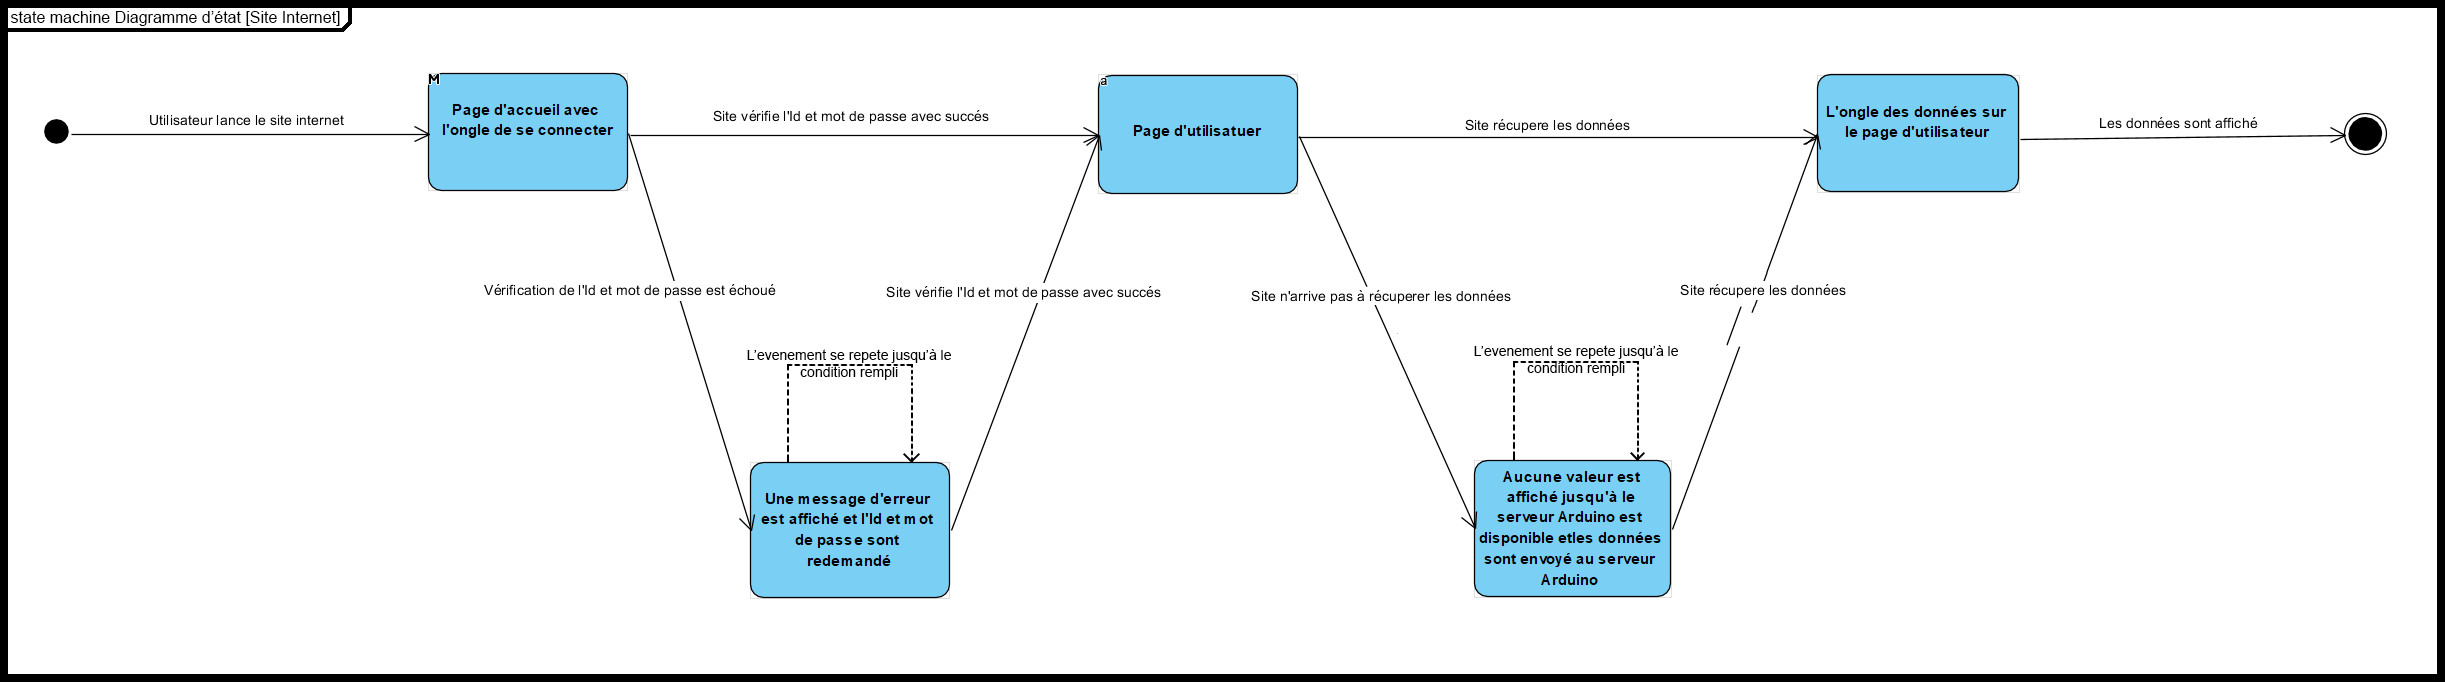 state machine Diagramme d'état [Site Internet]
M
a
Utilisateur lance le site internet
Page d'accueil avec
l'ongle de se connecter
Site vérifie l'Id et mot de passe avec succés
Page d'utilisatuer
Site récupere les données
L'ongle des données sur
le page d'utilisateur
Les données sont affiché
Vérification de l'Id et mot de passe est échoué
Site vérifie l'Id et mot de passe avec succés
Site n'arrive pas à récuperer les données
Site récupere les données
L'evenement se repete jusqu'à le
condition rempli
L'evenement se repete jusqu'à le
condition rempli
Une message d'erreur
est affiché et l'Id et mot
de passe sont
redemandé
Aucune valeur est
affiché jusqu'à le
serveur Arduino est
disponible etles données
sont envoyé au serveur
Arduino